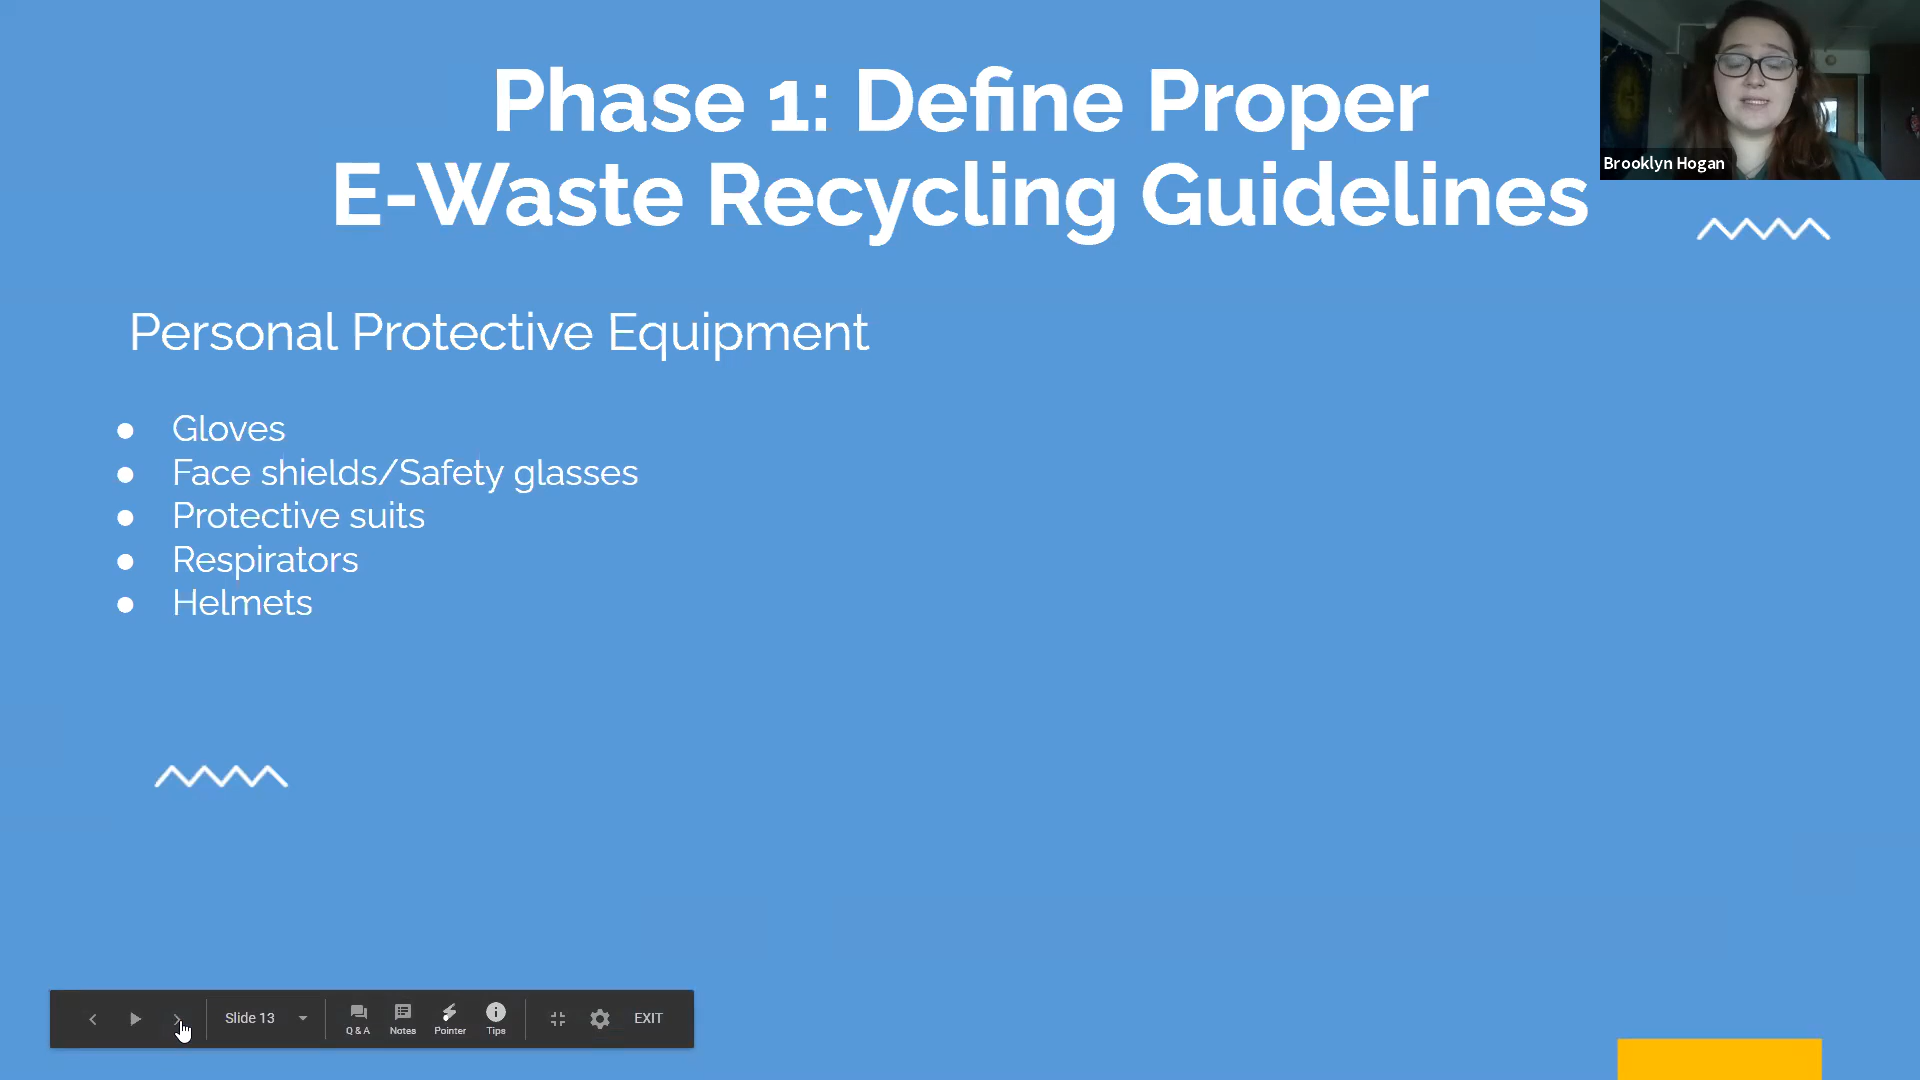 Phase 1: Define Proper
E-Waste Recycling Guidelines
Brooklyn Hogan
Personal Protective Equipment
● Gloves
● Face shields/Safety glasses
● Protective suits
● Respirators
● Helmets
Slide 13
Q & A
Notes
Pointer
Tips
EXIT